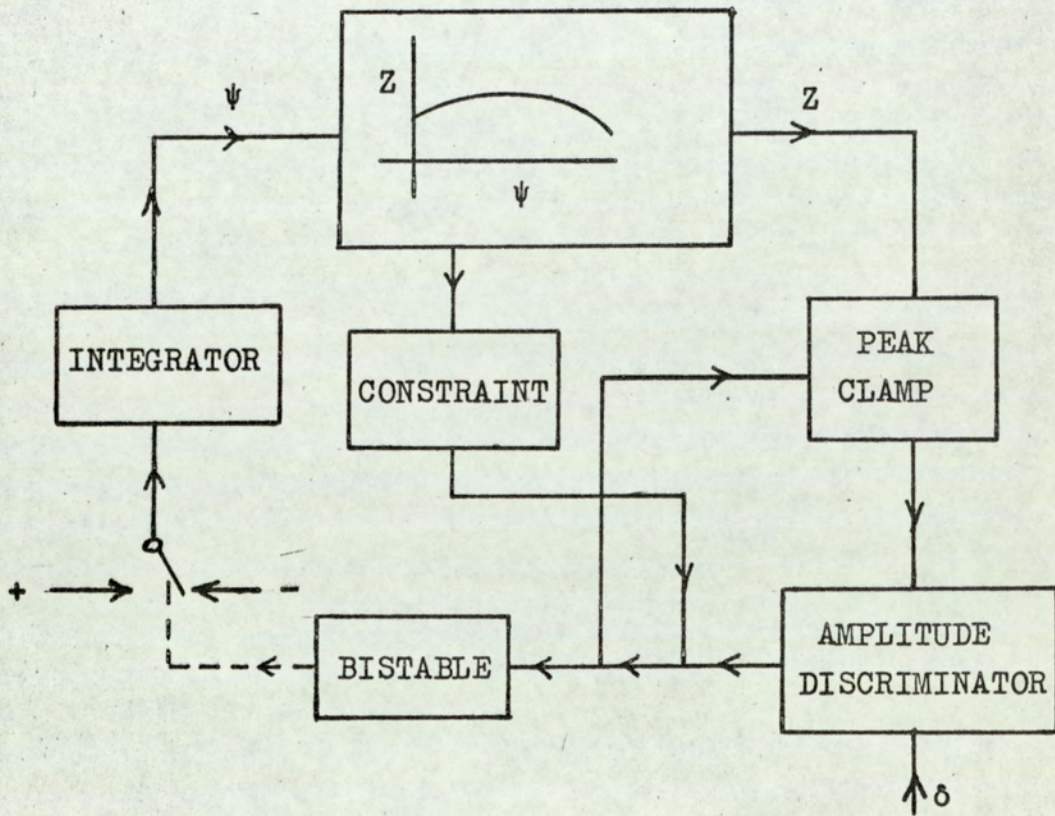 ψ
Z
Z
ψ
INTEGRATOR
CONSTRAINT
PEAK
CLAMP
+
-
BISTABLE
AMPLITUDE
DISCRIMINATOR
δ